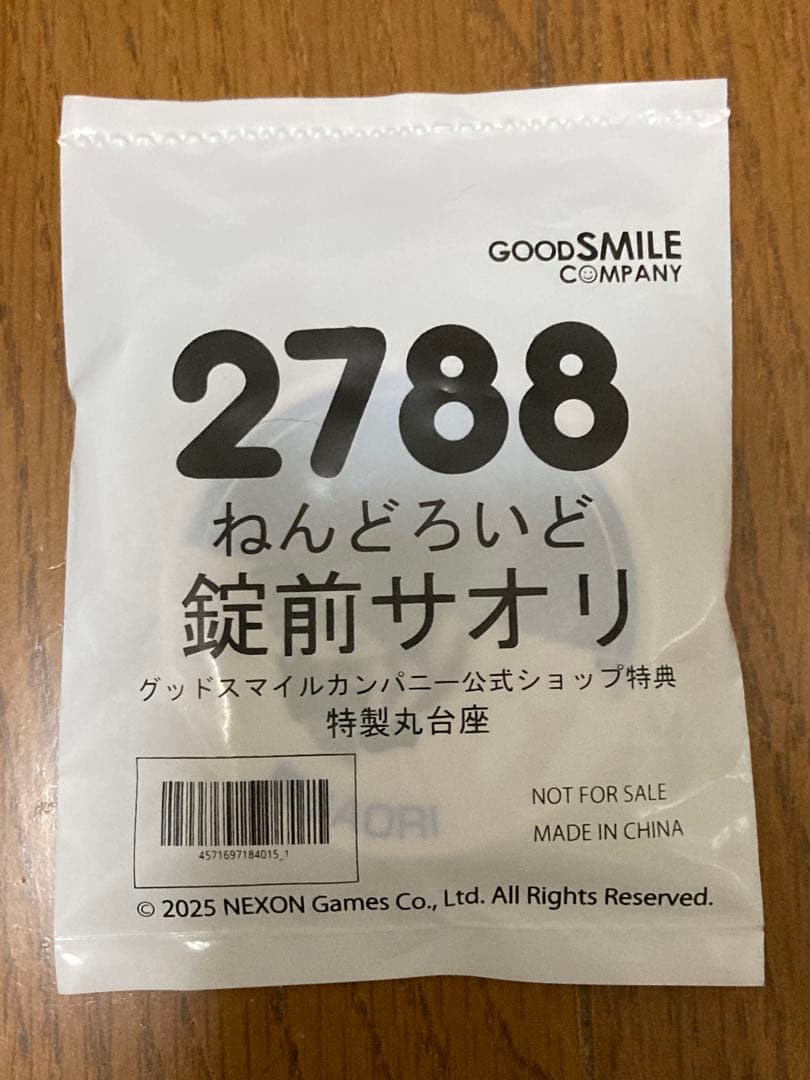 GOODSMILE
COMPANY
2788
ねんどろいど
錠前サオリ
グッドスマイルカンパニー公式ショップ特典
特製丸台座
4571697184015_1
NOT FOR SALE
MADE IN CHINA
© 2025 NEXON Games Co., Ltd. All Rights Reserved.